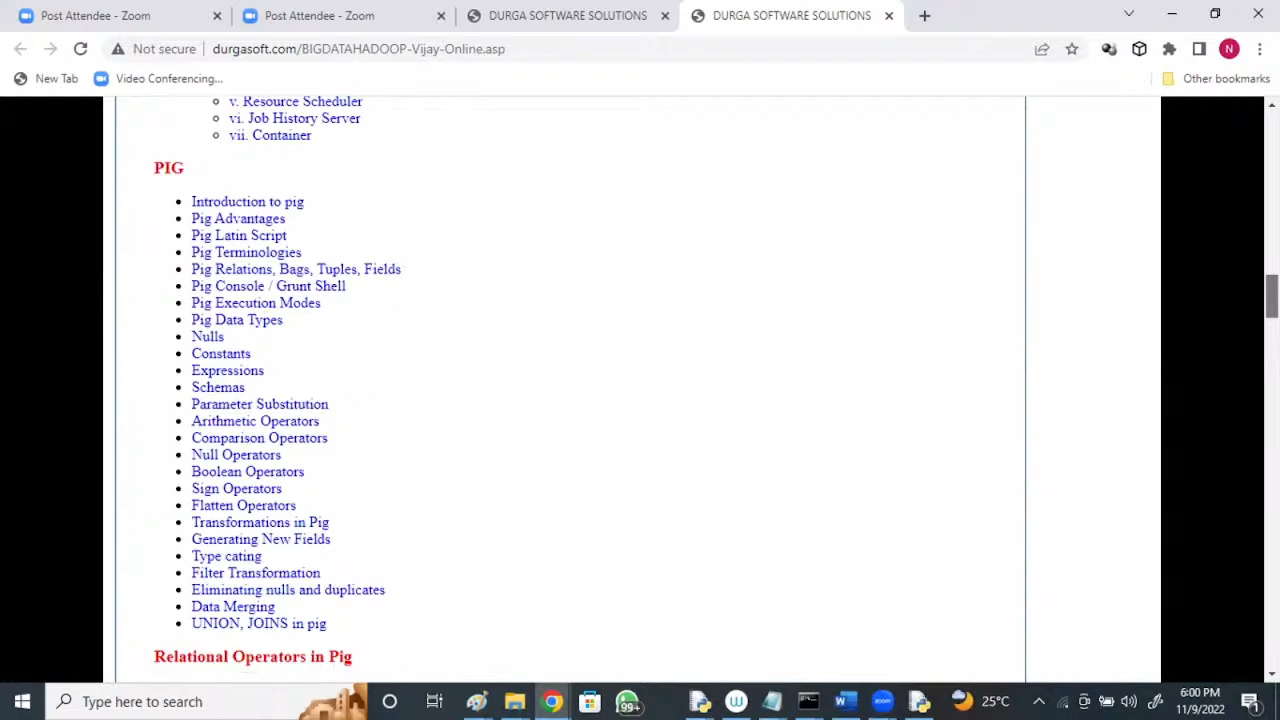 Post Attendee - Zoom
Post Attendee - Zoom
DURGA SOFTWARE SOLUTIONS
DURGA SOFTWARE SOLUTIONS
Not secure
durgasoft.com/BIGDATAHADOOP-Vijay-Online.asp
N
New Tab
Video Conferencing...
Other bookmarks
v. Resource Scheduler
vi. Job History Server
vii. Container
PIG
Introduction to pig
Pig Advantages
Pig Latin Script
Pig Terminologies
Pig Relations, Bags, Tuples, Fields
Pig Console / Grunt Shell
Pig Execution Modes
Pig Data Types
Nulls
Constants
Expressions
Schemas
Parameter Substitution
Arithmetic Operators
Comparison Operators
Null Operators
Boolean Operators
Sign Operators
Flatten Operators
Transformations in Pig
Generating New Fields
Type cating
Filter Transformation
Eliminating nulls and duplicates
Data Merging
UNION, JOINS in pig
Relational Operators in Pig
Type here to search
99+
W
W
zoom
25°C
6:00 PM
11/9/2022
1